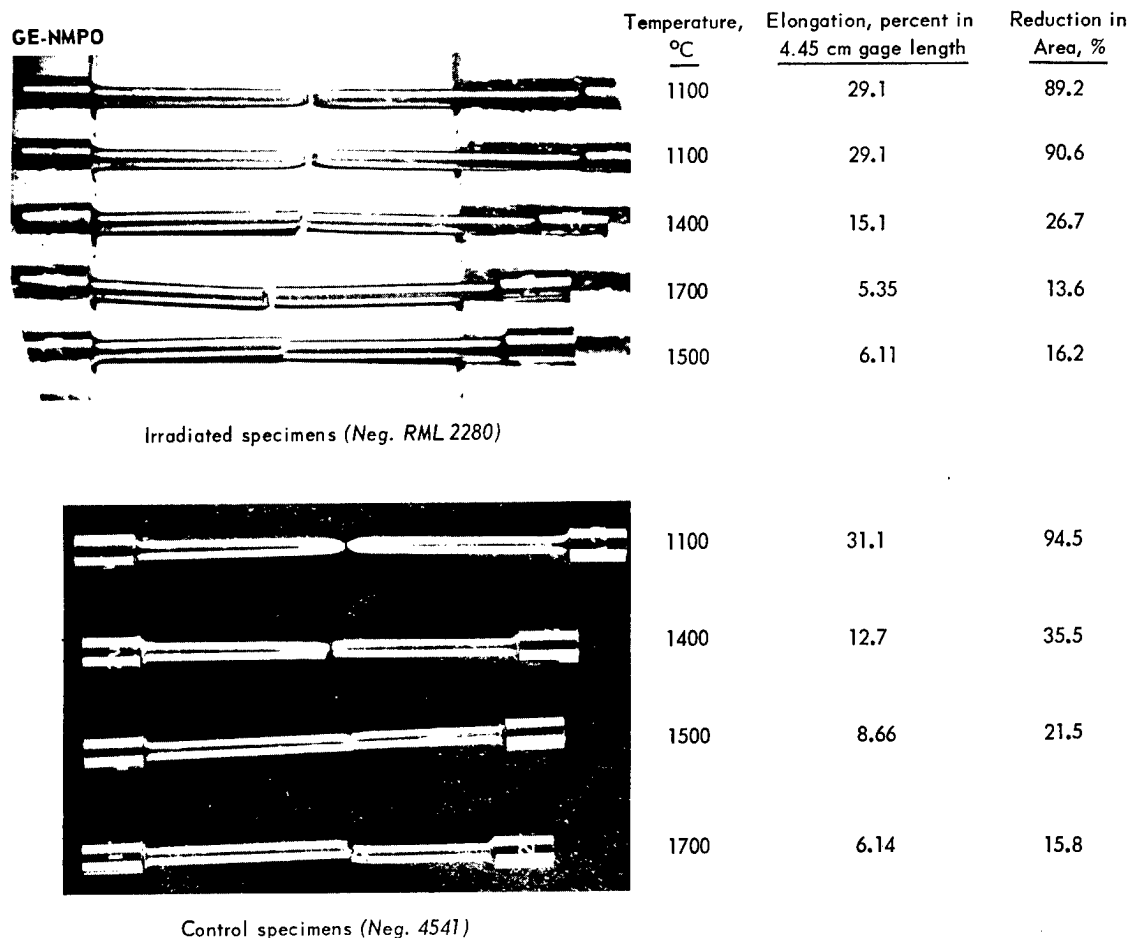 GE-NMPO
Temperature, Elongation, percent in Reduction in
°C 4.45 cm gage length Area, %
1100 29.1 89.2
1100 29.1 90.6
1400 15.1 26.7
1700 5.35 13.6
1500 6.11 16.2
Irradiated specimens (Neg. RML 2280)
1100 31.1 94.5
1400 12.7 35.5
1500 8.66 21.5
1700 6.14 15.8
Control specimens (Neg. 4541)